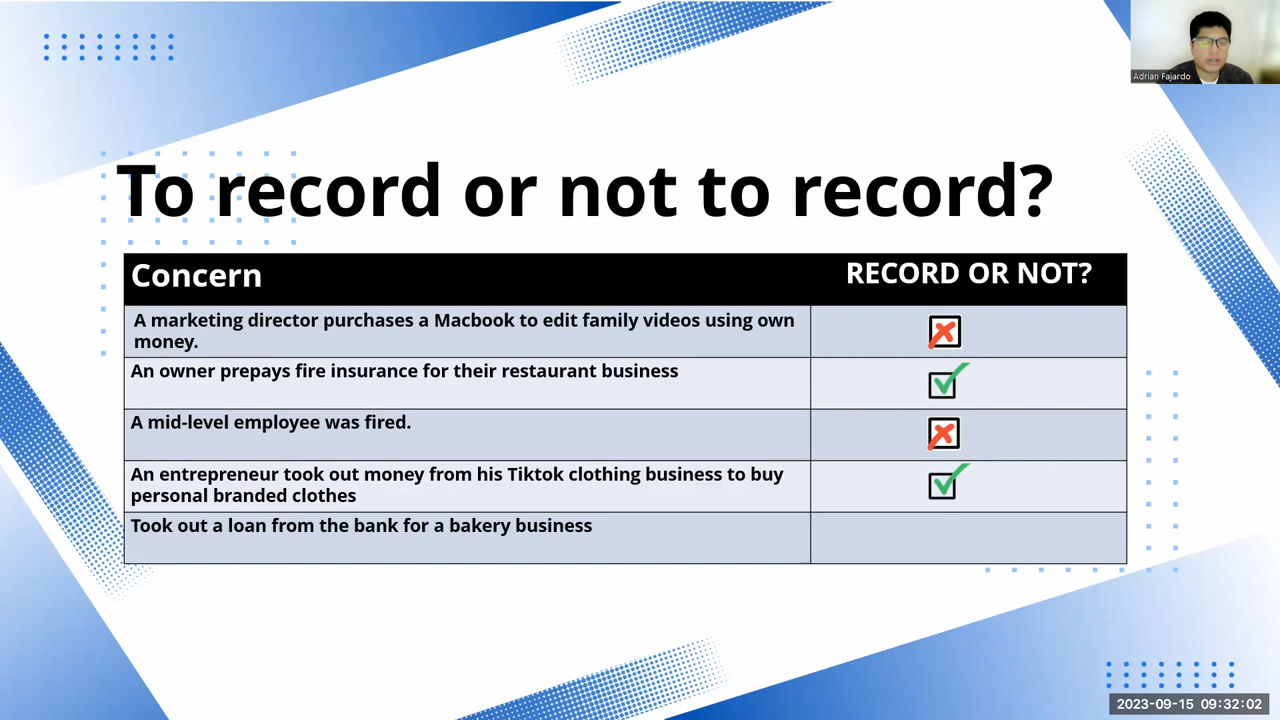 Adrian Fajardo
To record or not to record?
Concern
RECORD OR NOT?
A marketing director purchases a Macbook to edit family videos using own
money.
An owner prepays fire insurance for their restaurant business
A mid-level employee was fired.
An entrepreneur took out money from his Tiktok clothing business to buy
personal branded clothes
Took out a loan from the bank for a bakery business
2023-09-15 09:32:02